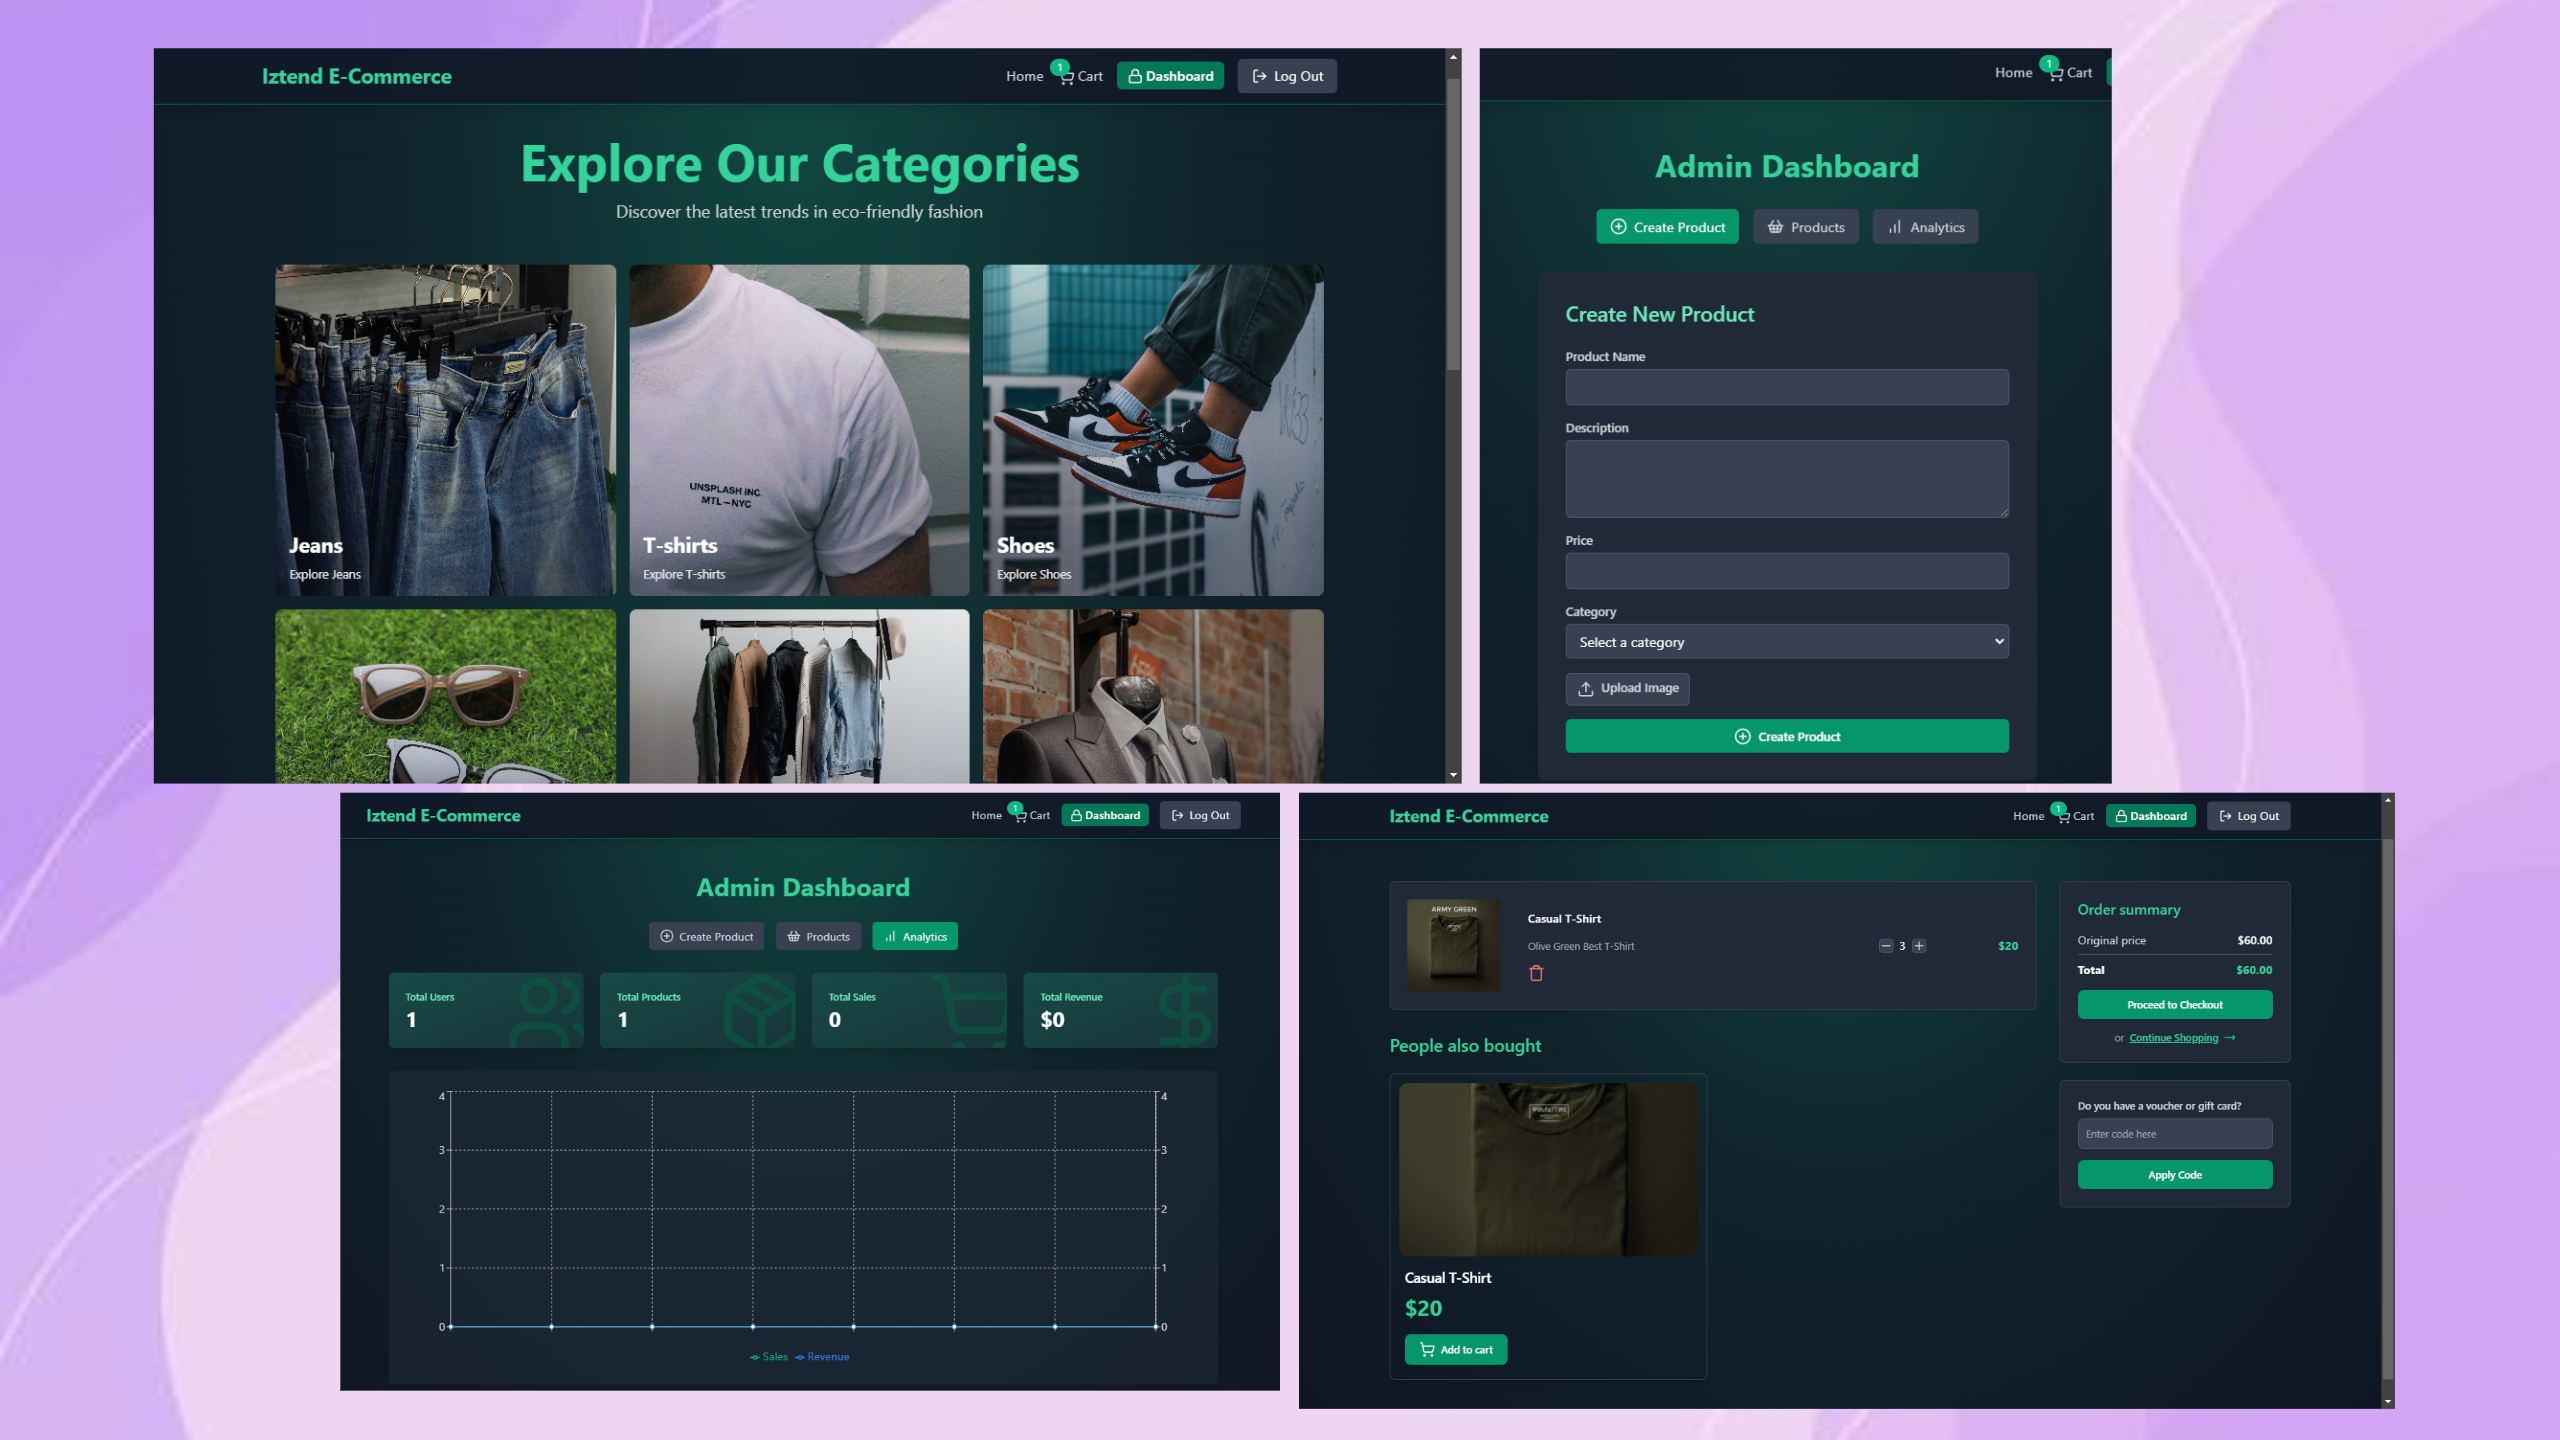 Iztend E-Commerce
Home 1 Cart Dashboard Log Out
Explore Our Categories
Discover the latest trends in eco-friendly fashion
UNSPLASH INC.
MTL–NYC
Jeans
Explore Jeans
T-shirts
Explore T-shirts
Shoes
Explore Shoes
Home 1 Cart
Admin Dashboard
Create Product Products Analytics
Create New Product
Product Name
Description
Price
Category
Select a category
Upload Image
Create Product
Iztend E-Commerce
Home 1 Cart Dashboard Log Out
Admin Dashboard
Create Product Products Analytics
Total Users
1
Total Products
1
Total Sales
0
Total Revenue
$0
4 4
3 3
2 2
1 1
0 0
Sales Revenue
Iztend E-Commerce
Home 1 Cart Dashboard Log Out
ARMY GREEN
Casual T-Shirt
Olive Green Best T-Shirt
3
$20
Order summary
Original price $60.00
Total $60.00
Proceed to Checkout
or Continue Shopping →
People also bought
Casual T-Shirt
$20
Add to cart
Do you have a voucher or gift card?
Enter code here
Apply Code